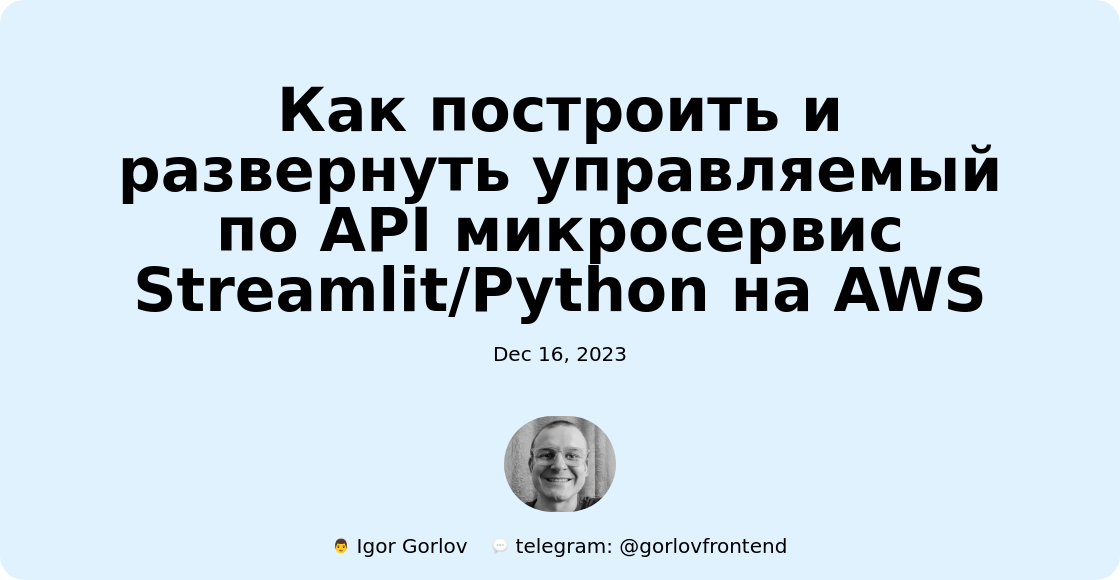 Как построить и
развернуть управляемый
по API микросервис
Streamlit/Python на AWS
Dec 16, 2023
Igor Gorlov telegram: @gorlovfrontend